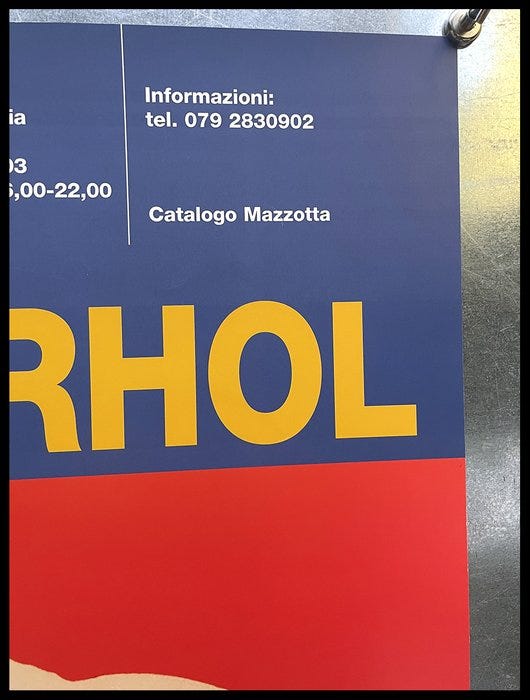 ia
03
6,00-22,00
Informazioni:
tel. 079 2830902
Catalogo Mazzotta
RHOL